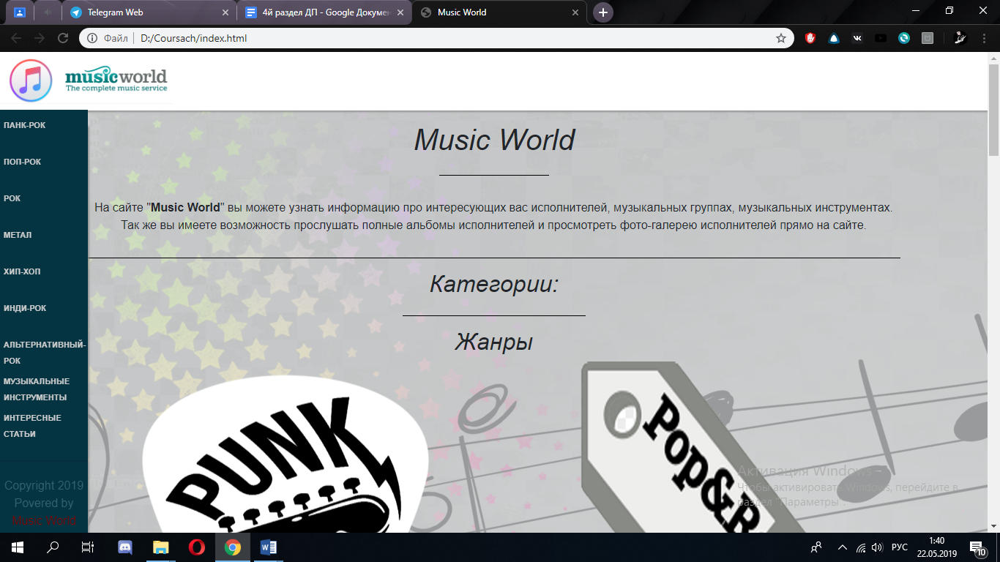 Telegram Web
4й раздел ДП - Google Докумен
Music World
Файл
D:/Coursach/index.html
musicworld
The complete music service
ПАНК-РОК
ПОП-РОК
РОК
МЕТАЛ
ХИП-ХОП
ИНДИ-РОК
АЛЬТЕРНАТИВНЫЙ-
РОК
МУЗЫКАЛЬНЫЕ
ИНСТРУМЕНТЫ
ИНТЕРЕСНЫЕ
СТАТЬИ
Copyright 2019
Povered by
Music World
Music World
На сайте "Music World" вы можете узнать информацию про интересующих вас исполнителей, музыкальных группах, музыкальных инструментах.
Так же вы имеете возможность прослушать полные альбомы исполнителей и просмотреть фото-галерею исполнителей прямо на сайте.
Категории:
Жанры
PUNK
Pop&R
Активация Windows
Чтобы активировать Windows, перейдите в
раздел "Параметры".
РУС
1:40
22.05.2019
10